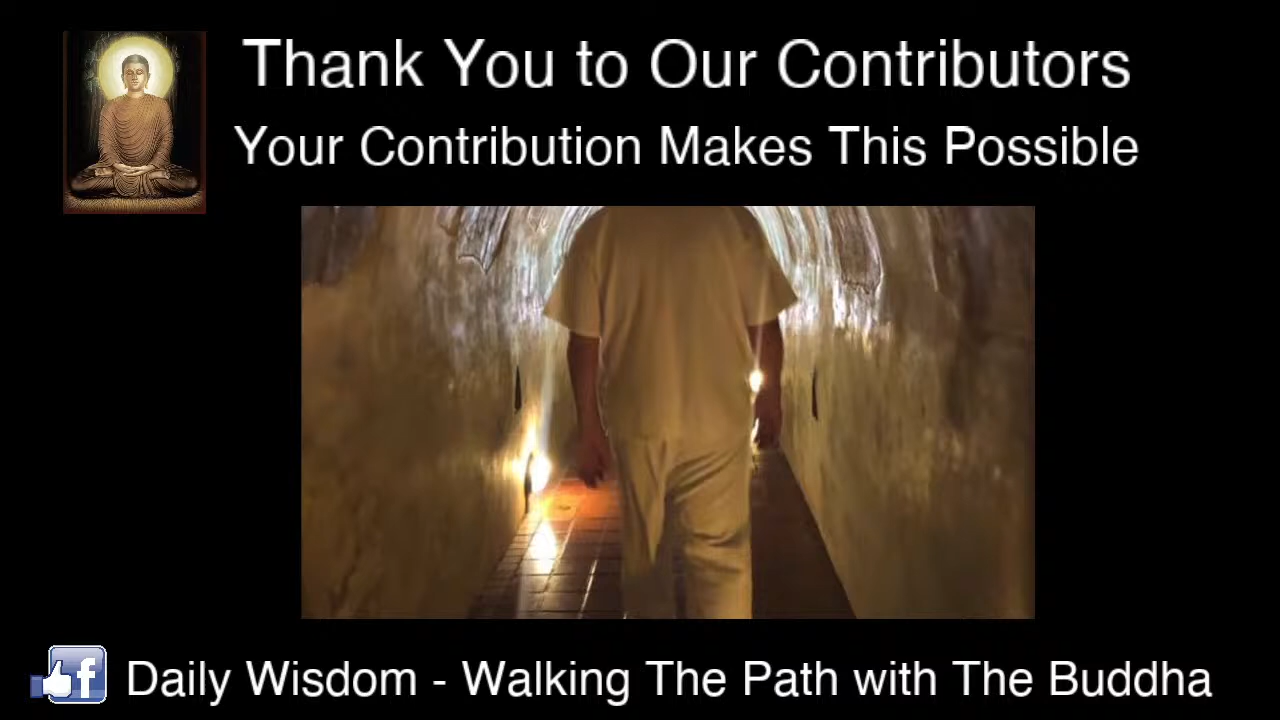 Thank You to Our Contributors
Your Contribution Makes This Possible
f
Daily Wisdom - Walking The Path with The Buddha